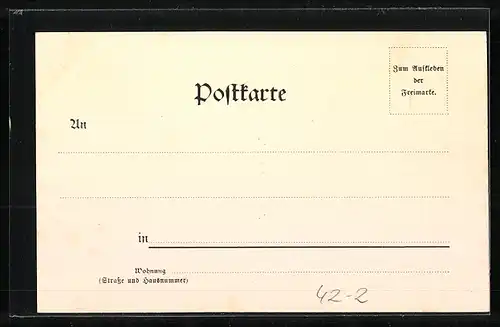 Zum Aufkleben
der
Freimarke.
Postkarte
An
in
Wohnung
(Straße und Hausnummer)
42-2